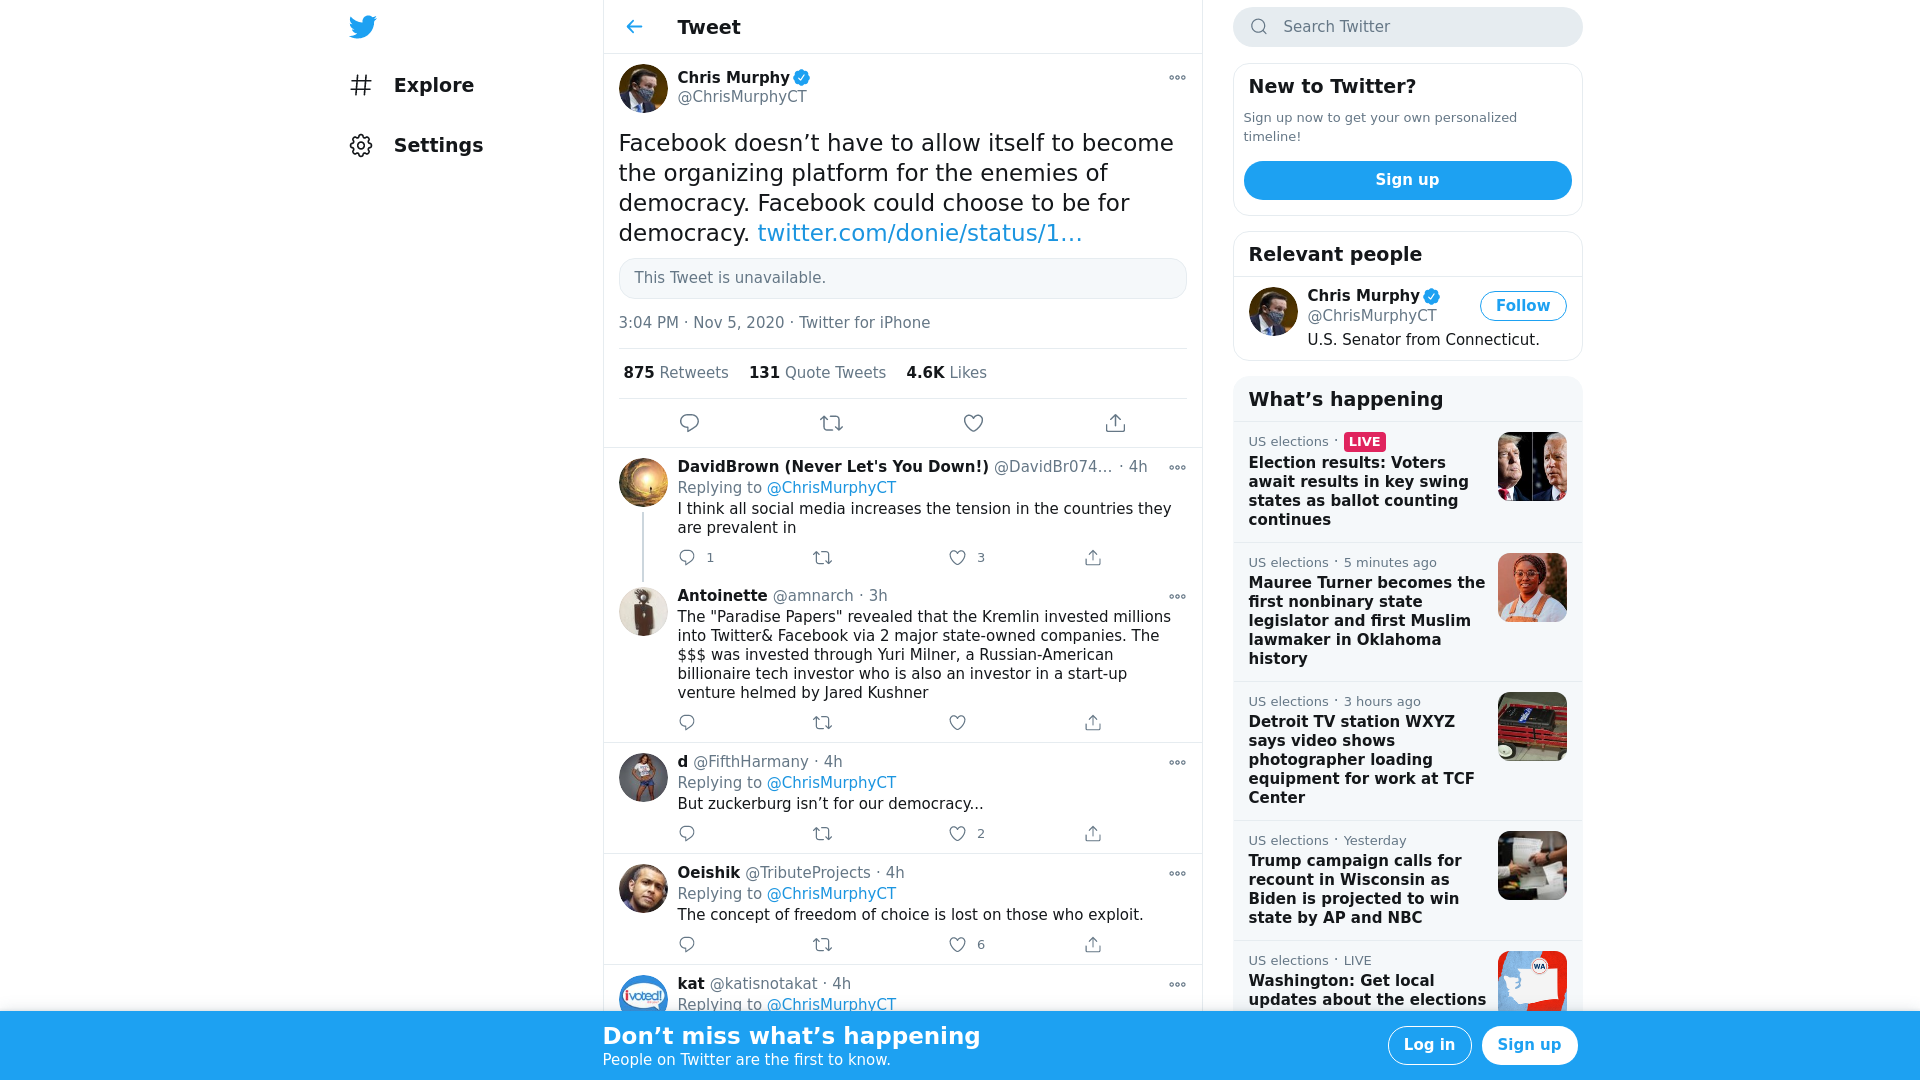 Explore
Settings
Tweet
Chris Murphy
@ChrisMurphyCT
Facebook doesn’t have to allow itself to become
the organizing platform for the enemies of
democracy. Facebook could choose to be for
democracy. twitter.com/donie/status/1…
This Tweet is unavailable.
3:04 PM · Nov 5, 2020 · Twitter for iPhone
875 Retweets 131 Quote Tweets 4.6K Likes
DavidBrown (Never Let's You Down!) @DavidBr074… · 4h
Replying to @ChrisMurphyCT
I think all social media increases the tension in the countries they
are prevalent in
1 3
Antoinette @amnarch · 3h
The "Paradise Papers" revealed that the Kremlin invested millions
into Twitter& Facebook via 2 major state-owned companies. The
$$$ was invested through Yuri Milner, a Russian-American
billionaire tech investor who is also an investor in a start-up
venture helmed by Jared Kushner
d @FifthHarmany · 4h
Replying to @ChrisMurphyCT
But zuckerburg isn’t for our democracy...
2
Oeishik @TributeProjects · 4h
Replying to @ChrisMurphyCT
The concept of freedom of choice is lost on those who exploit.
6
kat @katisnotakat · 4h
Replying to @ChrisMurphyCT
i voted!
Search Twitter
New to Twitter?
Sign up now to get your own personalized
timeline!
Sign up
Relevant people
Chris Murphy
@ChrisMurphyCT
Follow
U.S. Senator from Connecticut.
What’s happening
US elections · LIVE
Election results: Voters
await results in key swing
states as ballot counting
continues
US elections · 5 minutes ago
Mauree Turner becomes the
first nonbinary state
legislator and first Muslim
lawmaker in Oklahoma
history
US elections · 3 hours ago
Detroit TV station WXYZ
says video shows
photographer loading
equipment for work at TCF
Center
US elections · Yesterday
Trump campaign calls for
recount in Wisconsin as
Biden is projected to win
state by AP and NBC
US elections · LIVE
Washington: Get local
updates about the elections
WA
Don’t miss what’s happening
People on Twitter are the first to know.
Log in
Sign up